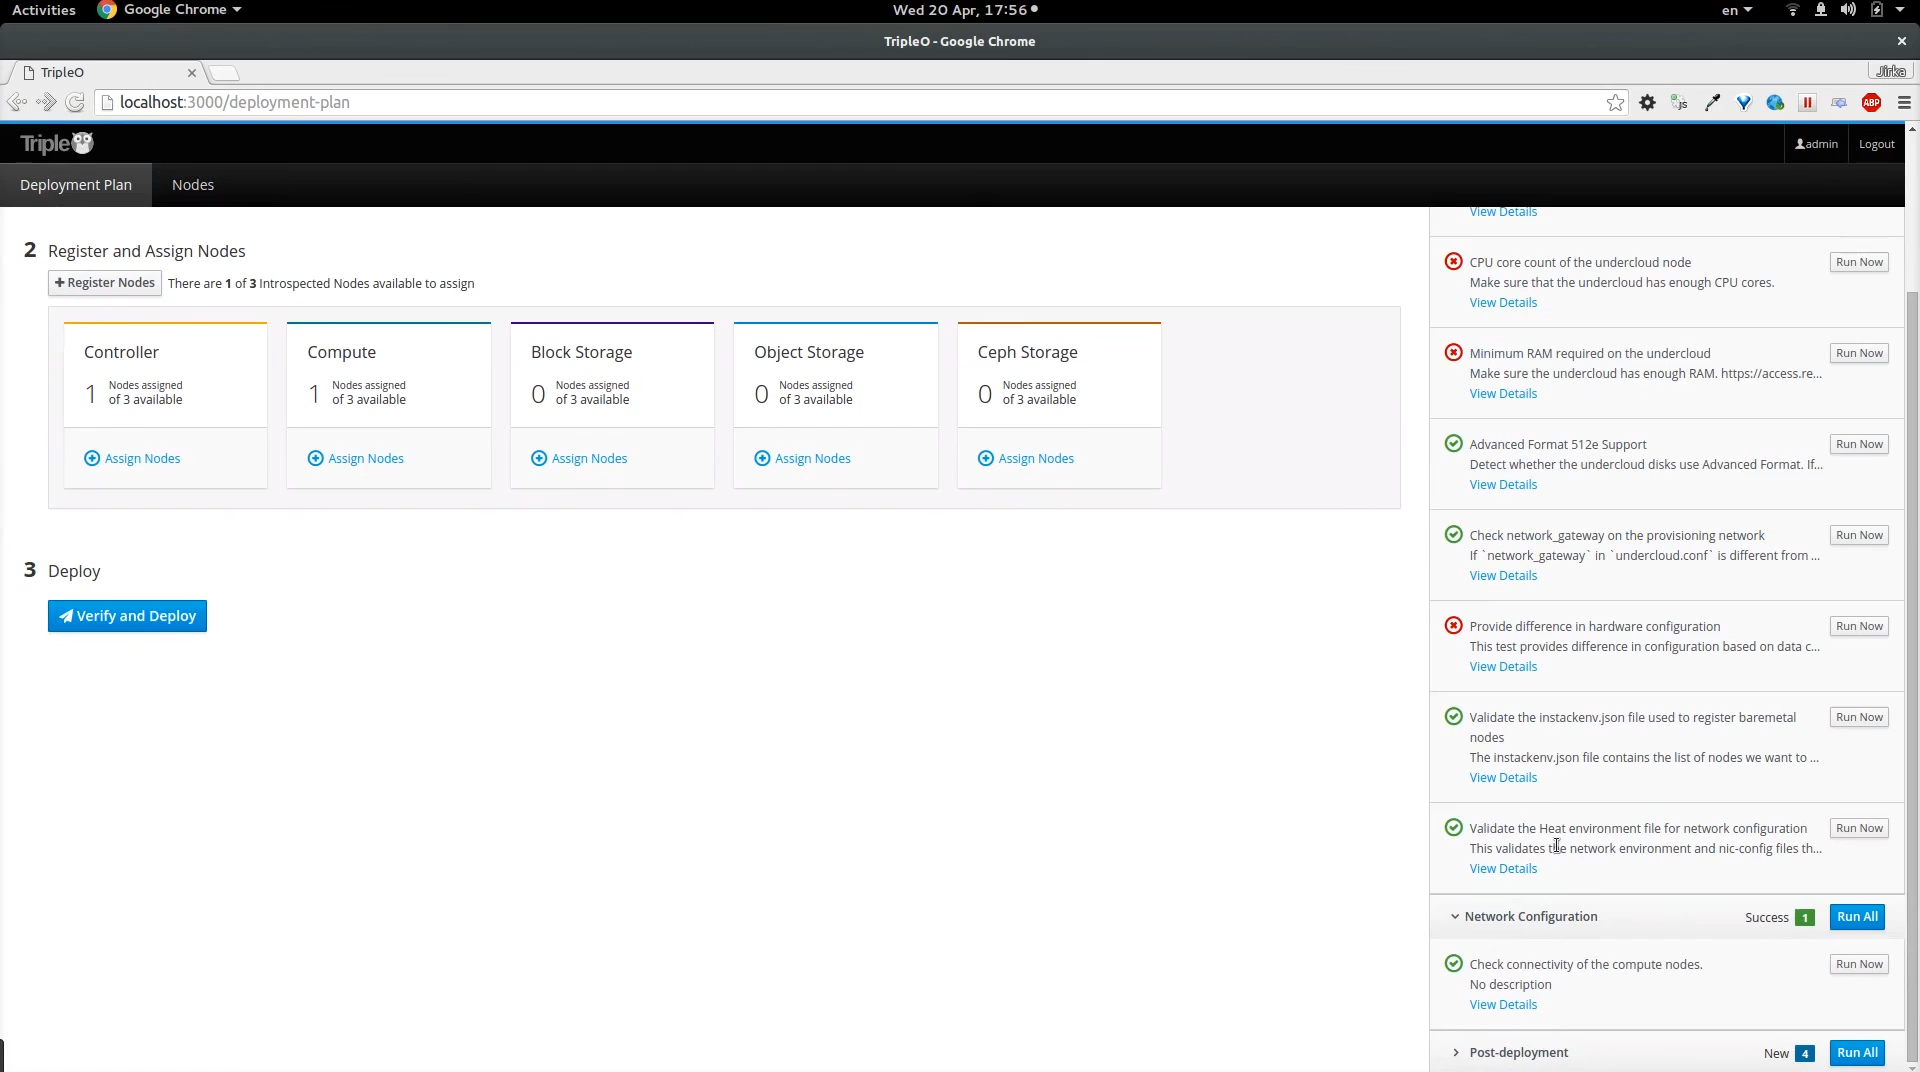 Activities
Google Chrome
Wed 20 Apr, 17:56
en
TripleO - Google Chrome
TripleO
Jirka
localhost:3000/deployment-plan
JS
ABP
Triple
admin
Logout
Deployment Plan
Nodes
2 Register and Assign Nodes
+ Register Nodes
There are 1 of 3 Introspected Nodes available to assign
Controller
1 Nodes assigned
of 3 available
Assign Nodes
Compute
1 Nodes assigned
of 3 available
Assign Nodes
Block Storage
0 Nodes assigned
of 3 available
Assign Nodes
Object Storage
0 Nodes assigned
of 3 available
Assign Nodes
Ceph Storage
0 Nodes assigned
of 3 available
Assign Nodes
3 Deploy
Verify and Deploy
View Details
CPU core count of the undercloud node
Run Now
Make sure that the undercloud has enough CPU cores.
View Details
Minimum RAM required on the undercloud
Run Now
Make sure the undercloud has enough RAM. https://access.re...
View Details
Advanced Format 512e Support
Run Now
Detect whether the undercloud disks use Advanced Format. If...
View Details
Check network_gateway on the provisioning network
Run Now
If `network_gateway` in `undercloud.conf` is different from ...
View Details
Provide difference in hardware configuration
Run Now
This test provides difference in configuration based on data c...
View Details
Validate the instackenv.json file used to register baremetal
nodes
Run Now
The instackenv.json file contains the list of nodes we want to ...
View Details
Validate the Heat environment file for network configuration
Run Now
This validates the network environment and nic-config files th...
View Details
Network Configuration
Success 1
Run All
Check connectivity of the compute nodes.
Run Now
No description
View Details
Post-deployment
New 4
Run All